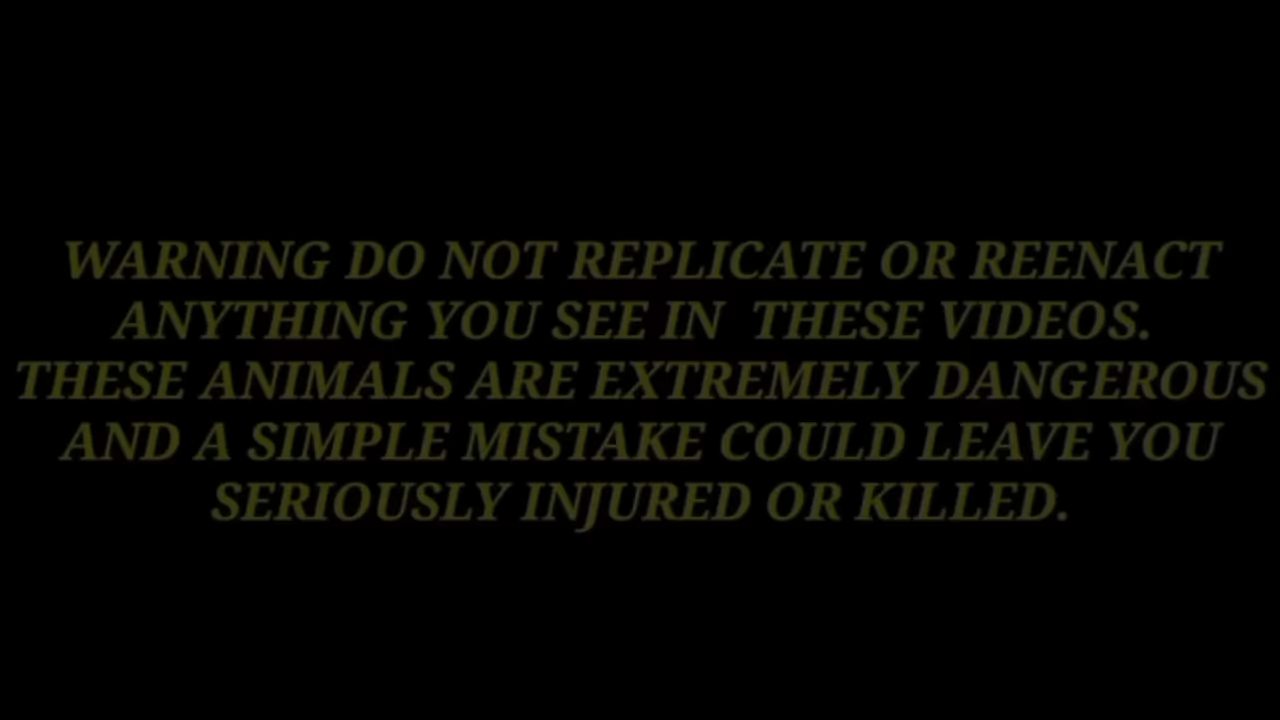 WARNING DO NOT REPLICATE OR REENACT
ANYTHING YOU SEE IN THESE VIDEOS.
THESE ANIMALS ARE EXTREMELY DANGEROUS
AND A SIMPLE MISTAKE COULD LEAVE YOU
SERIOUSLY INJURED OR KILLED.